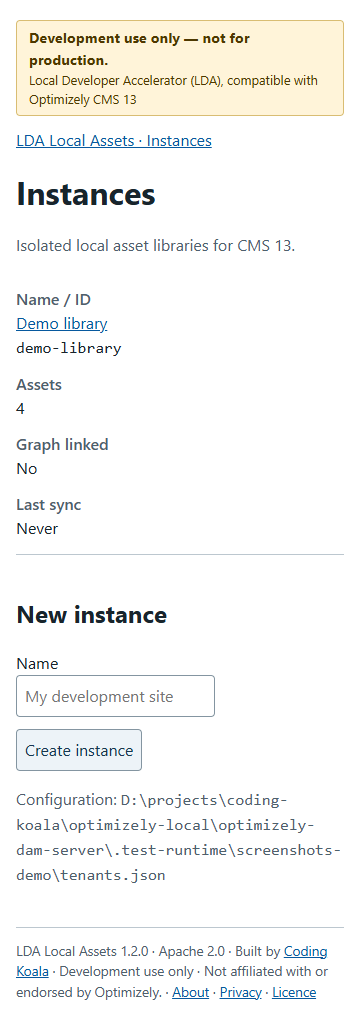 Development use only — not for
production.
Local Developer Accelerator (LDA), compatible with
Optimizely CMS 13
LDA Local Assets · Instances
Instances
Isolated local asset libraries for CMS 13.
Name / ID
Demo library
demo-library
Assets
4
Graph linked
No
Last sync
Never
New instance
Name
My development site
Create instance
Configuration: D:\projects\coding-
koala\optimizely-local\optimizely-
dam-server\.test-runtime\screenshots-
demo\tenants.json
LDA Local Assets 1.2.0 · Apache 2.0 · Built by Coding
Koala · Development use only · Not affiliated with or
endorsed by Optimizely. · About · Privacy · Licence